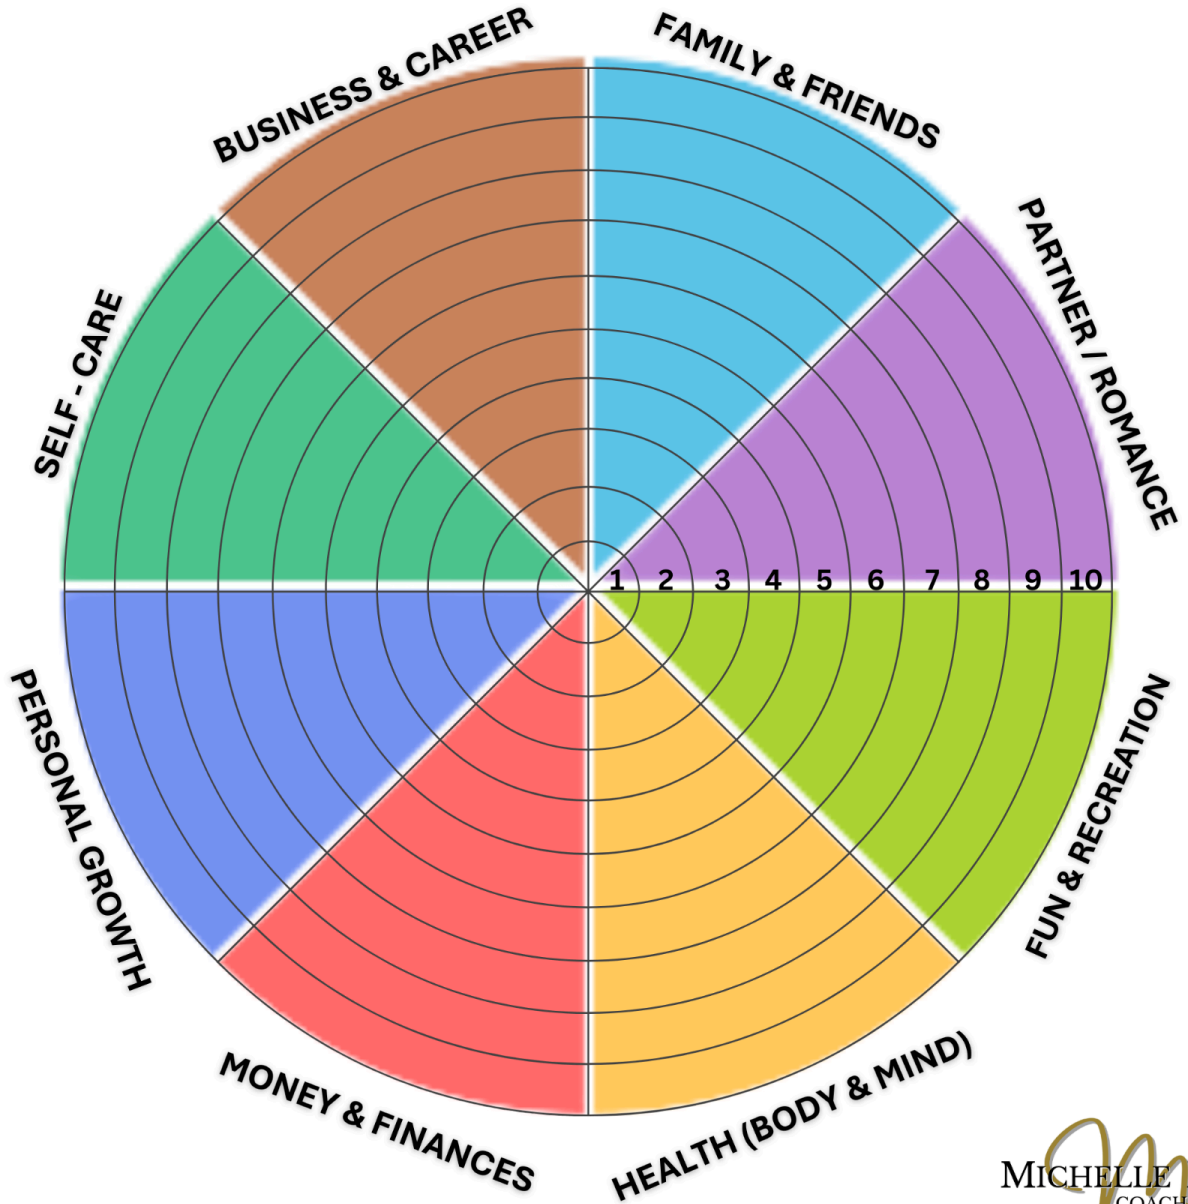 BUSINESS & CAREER
FAMILY & FRIENDS
PARTNER / ROMANCE
SELF - CARE
1 2 3 4 5 6 7 8 9 10
PERSONAL GROWTH
FUN & RECREATION
MONEY & FINANCES
HEALTH (BODY & MIND)
MICHELLE